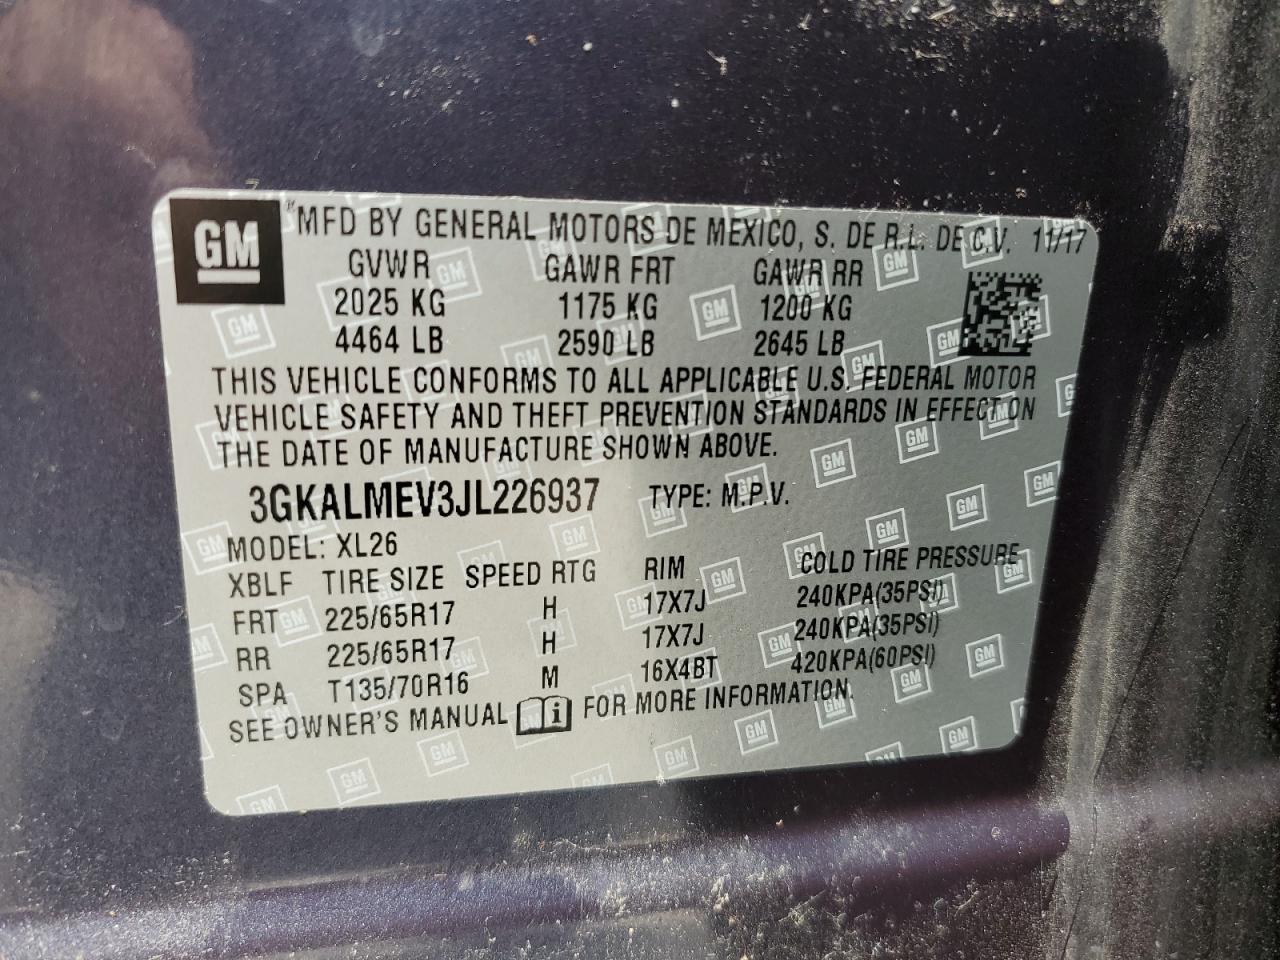 GM
MFD BY GENERAL MOTORS DE MEXICO, S. DE R.L. DE C.V. 11/17
GVWR GAWR FRT GAWR RR
2025 KG 1175 KG 1200 KG
4464 LB 2590 LB 2645 LB
THIS VEHICLE CONFORMS TO ALL APPLICABLE U.S. FEDERAL MOTOR
VEHICLE SAFETY AND THEFT PREVENTION STANDARDS IN EFFECT ON
THE DATE OF MANUFACTURE SHOWN ABOVE.
3GKALMEV3JL226937 TYPE: M.P.V.
MODEL: XL26
XBLF TIRE SIZE SPEED RTG RIM COLD TIRE PRESSURE
FRT 225/65R17 H 17X7J 240KPA(35PSI)
RR 225/65R17 H 17X7J 240KPA(35PSI)
SPA T135/70R16 M 16X4BT 420KPA(60PSI)
SEE OWNER'S MANUAL i FOR MORE INFORMATION.